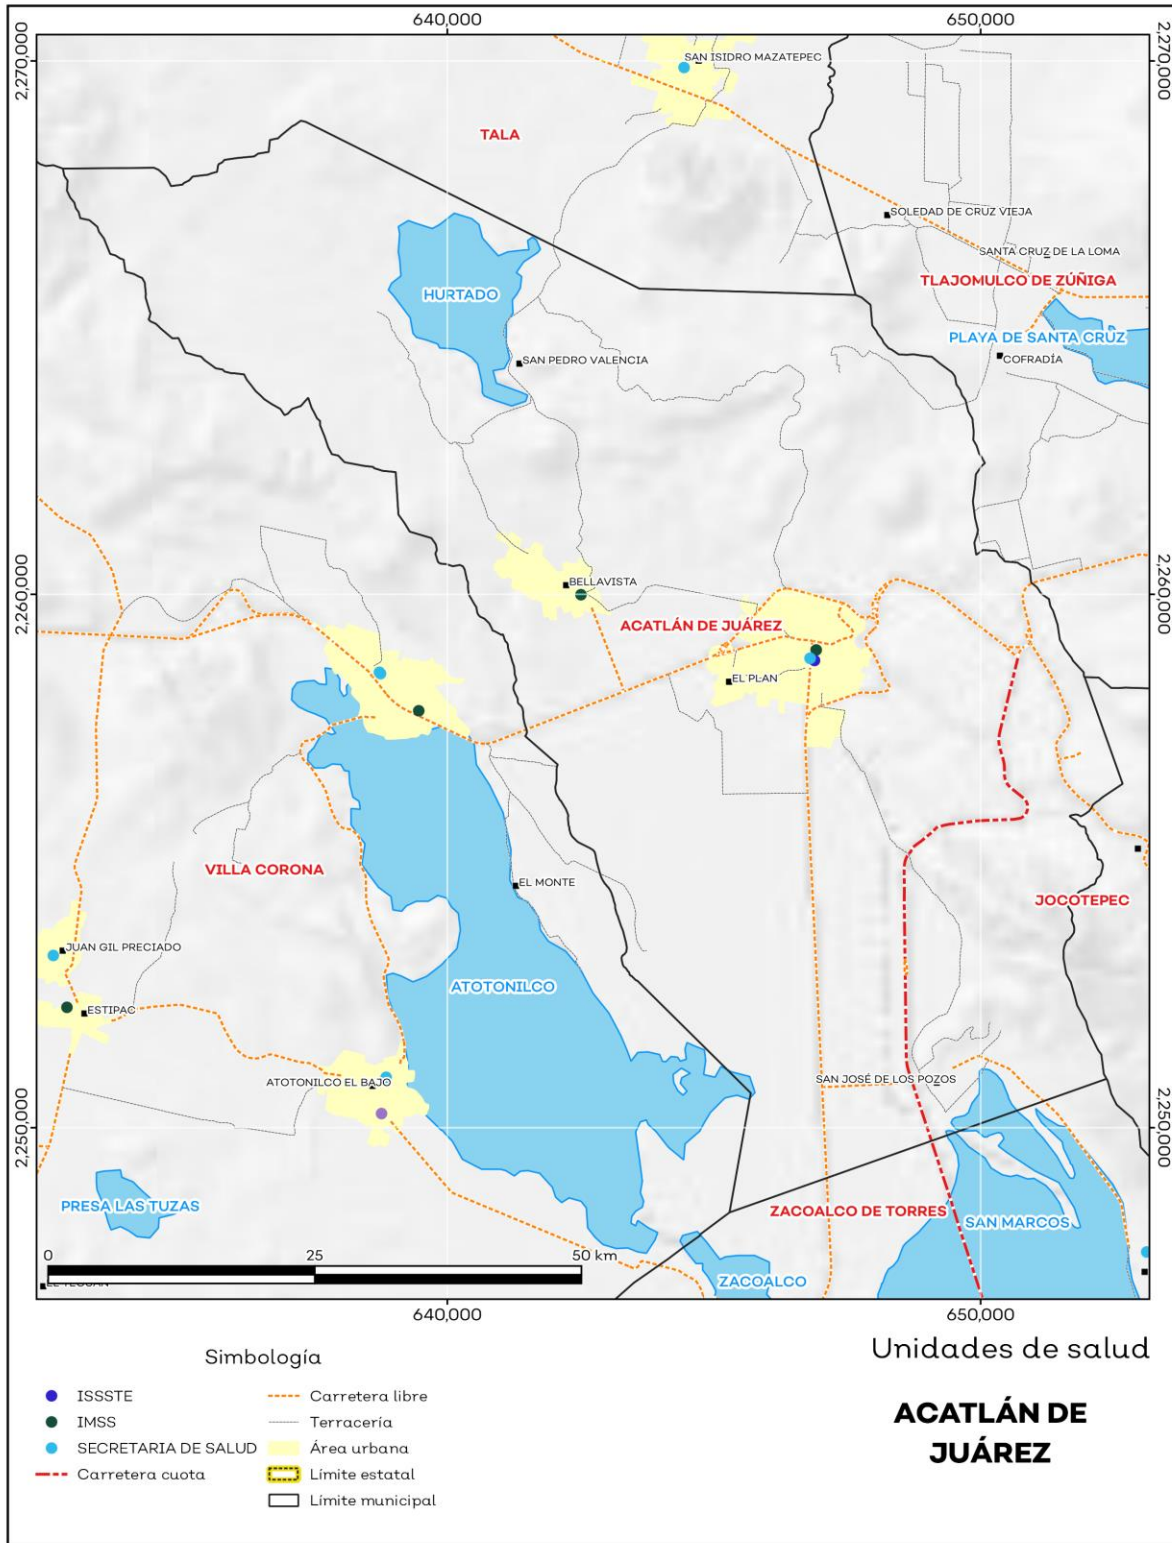 640,000
650,000
2,270,000
2,270,000
SAN ISIDRO MAZATEPEC
TALA
SOLEDAD DE CRUZ VIEJA
SANTA CRUZ DE LA LOMA
TLAJOMULCO DE ZÚÑIGA
HURTADO
PLAYA DE SANTA CRUZ
SAN PEDRO VALENCIA
COFRADÍA
2,260,000
2,260,000
BELLAVISTA
ACATLÁN DE JUÁREZ
EL PLAN
VILLA CORONA
EL MONTE
JOCOTEPEC
JUAN GIL PRECIADO
ATOTONILCO
ESTIPAC
ATOTONILCO EL BAJO
SAN JOSÉ DE LOS POZOS
2,250,000
2,250,000
PRESA LAS TUZAS
ZACOALCO DE TORRES
SAN MARCOS
0
25
50 km
ZACOALCO
640,000
650,000
Simbología
ISSSTE
IMSS
SECRETARIA DE SALUD
Carretera cuota
Carretera libre
Terracería
Área urbana
Límite estatal
Límite municipal
Unidades de salud
ACATLÁN DE
JUÁREZ